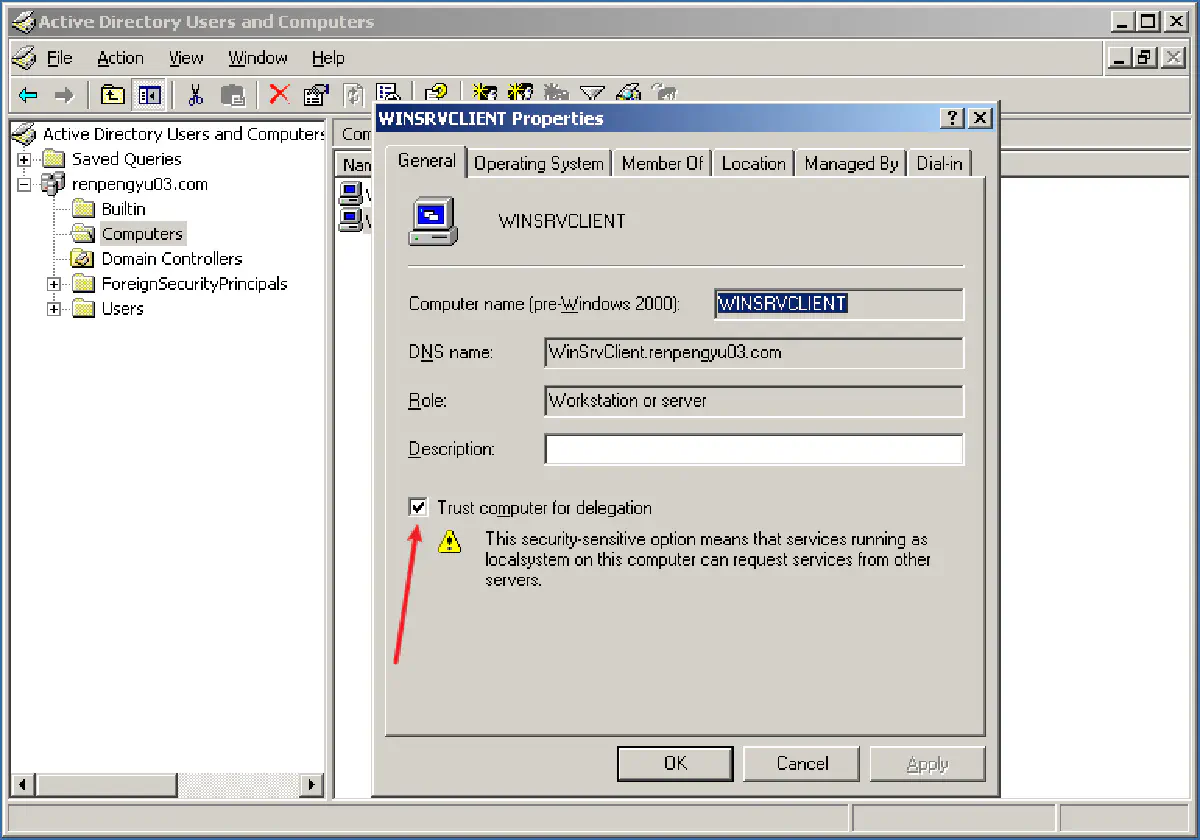 Active Directory Users and Computers
File Action View Window Help
Active Directory Users and Computers
Saved Queries
renpengyu03.com
Builtin
Computers
Domain Controllers
ForeignSecurityPrincipals
Users
WINSRVCLIENT Properties
General Operating System Member Of Location Managed By Dial-in
WINSRVCLIENT
Computer name (pre-Windows 2000): WINSRVCLIENT
DNS name: WinSrvClient.renpengyu03.com
Role: Workstation or server
Description:
Trust computer for delegation
This security-sensitive option means that services running as
localsystem on this computer can request services from other
servers.
OK Cancel Apply